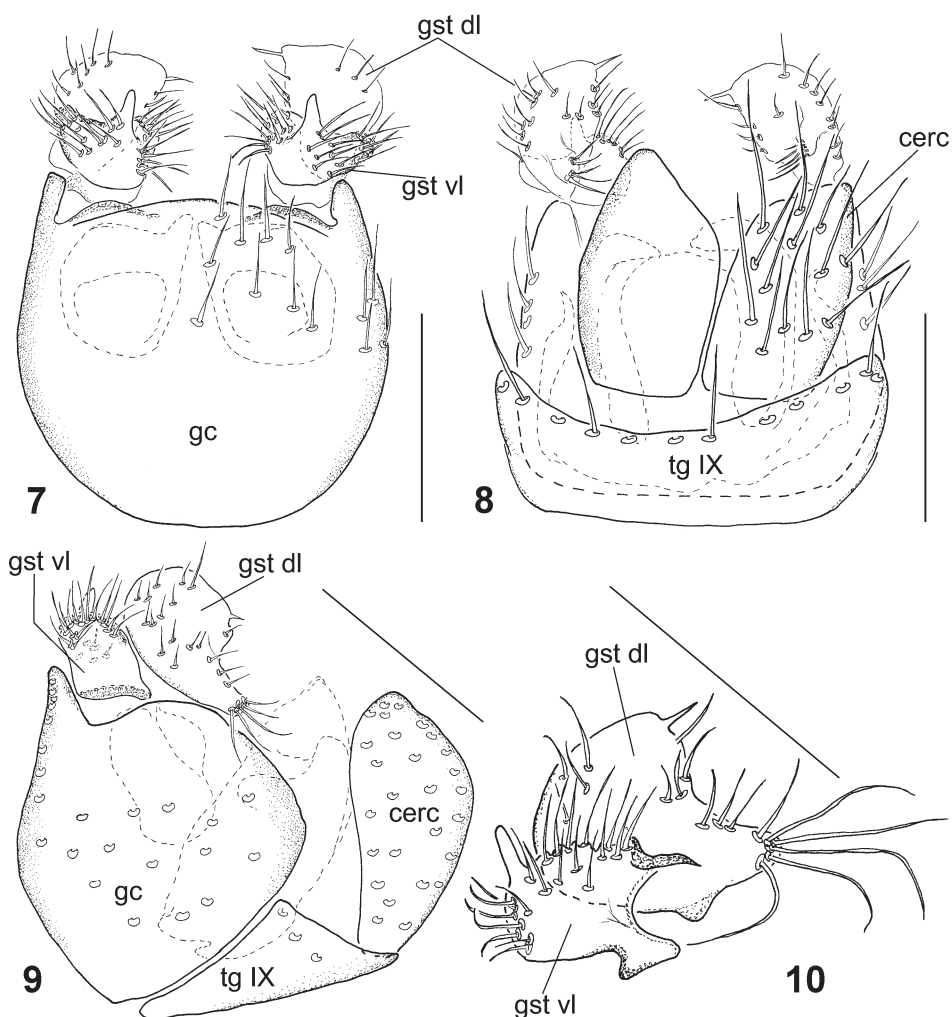 gst dl
gst vl
gc
7
cerc
tg IX
8
gst vl
gst dl
gc
cerc
tg IX
9
gst dl
gst vl
10